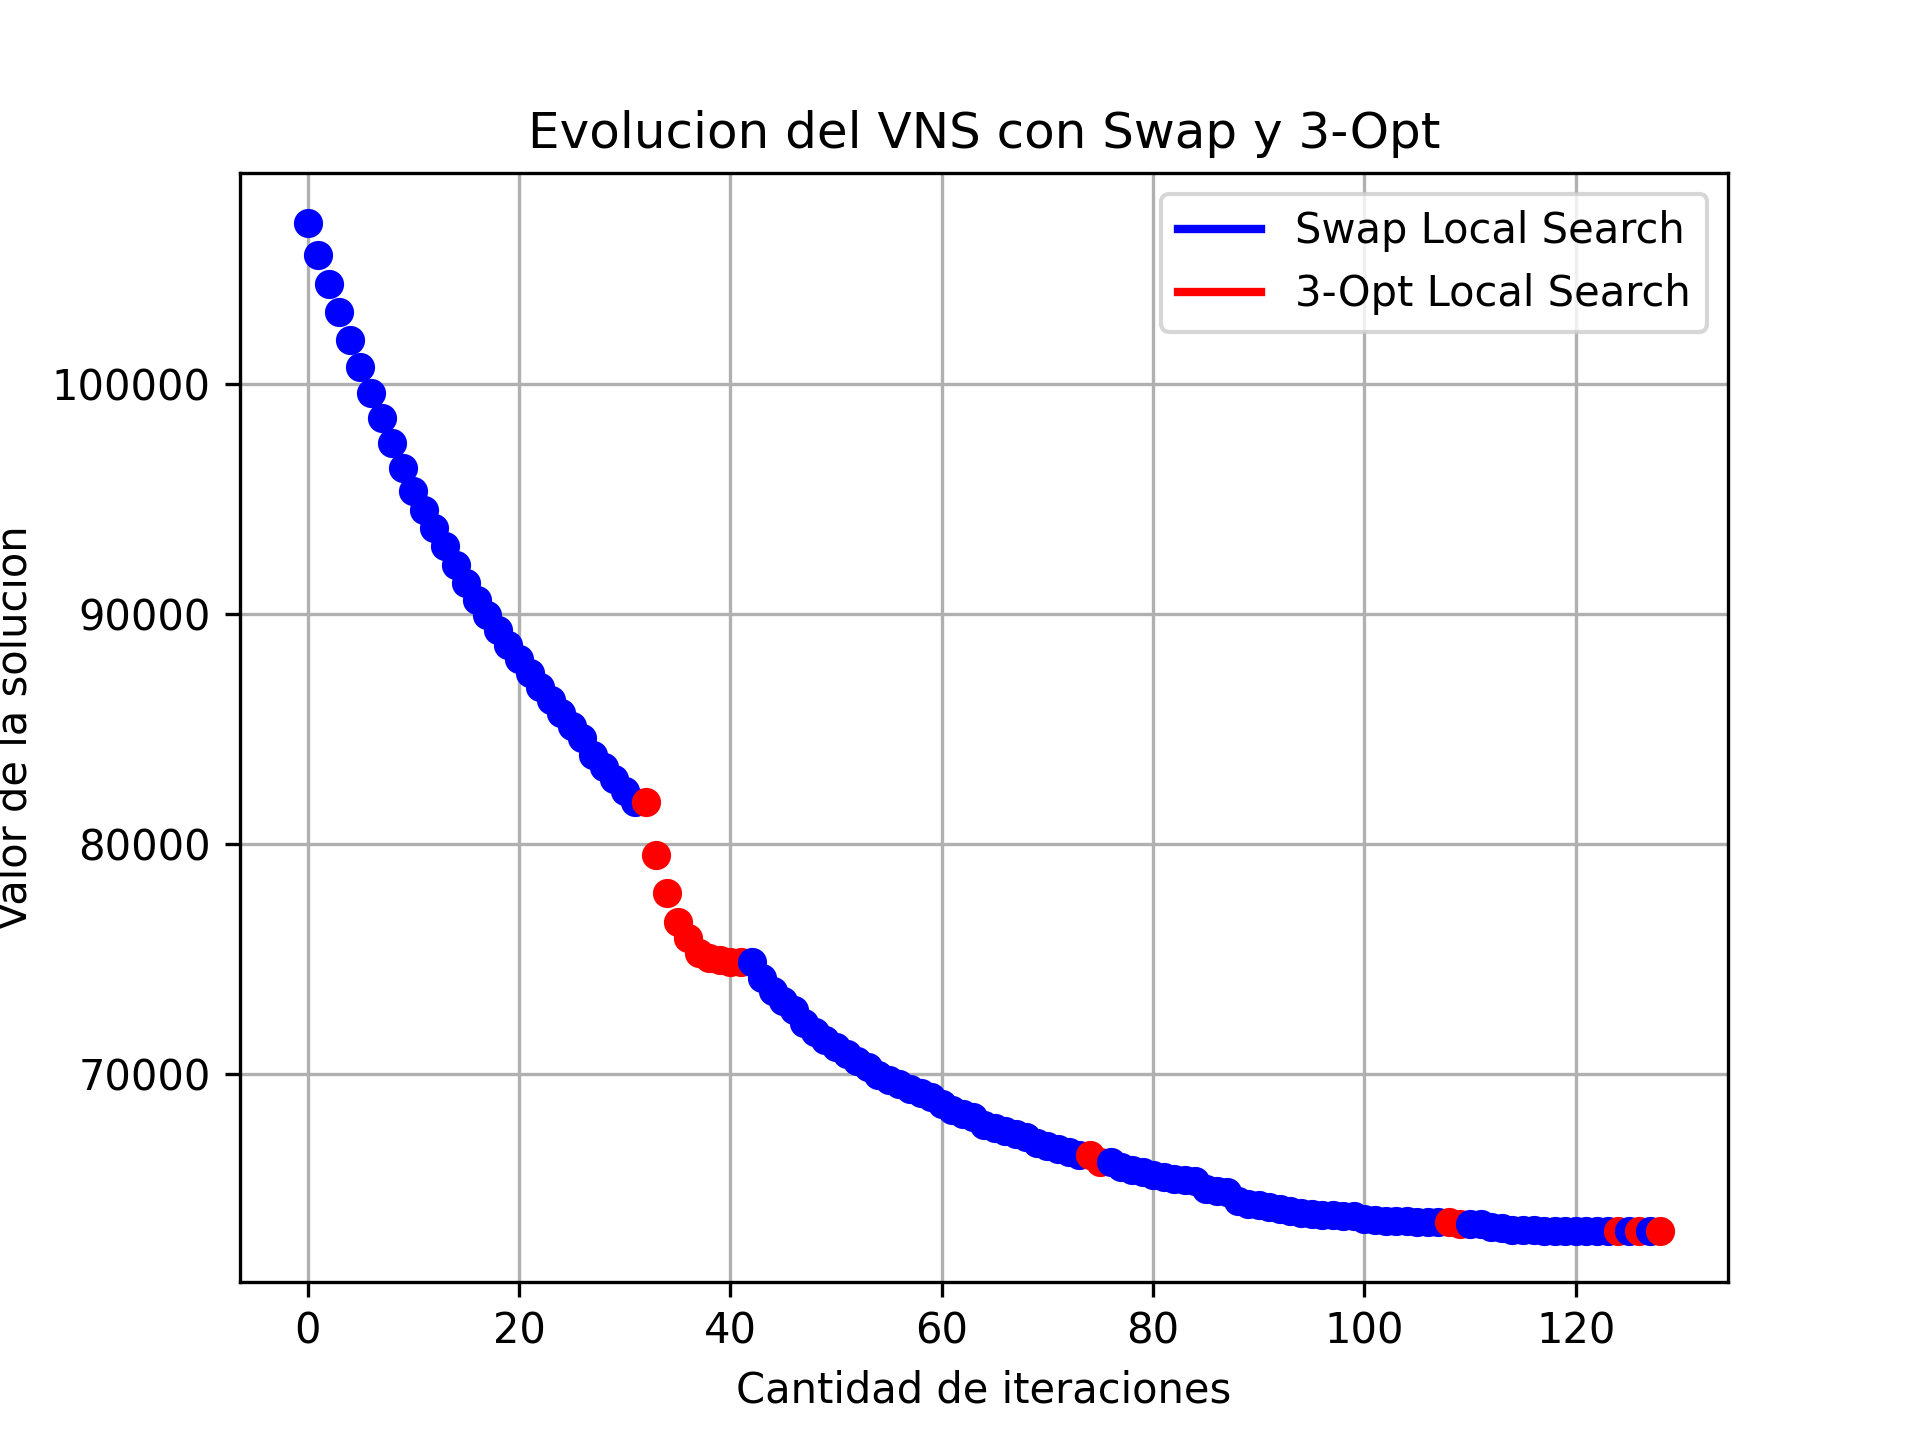 Evolucion del VNS con Swap y 3-Opt
Swap Local Search
3-Opt Local Search
Valor de la solucion
100000
90000
80000
70000
0 20 40 60 80 100 120
Cantidad de iteraciones